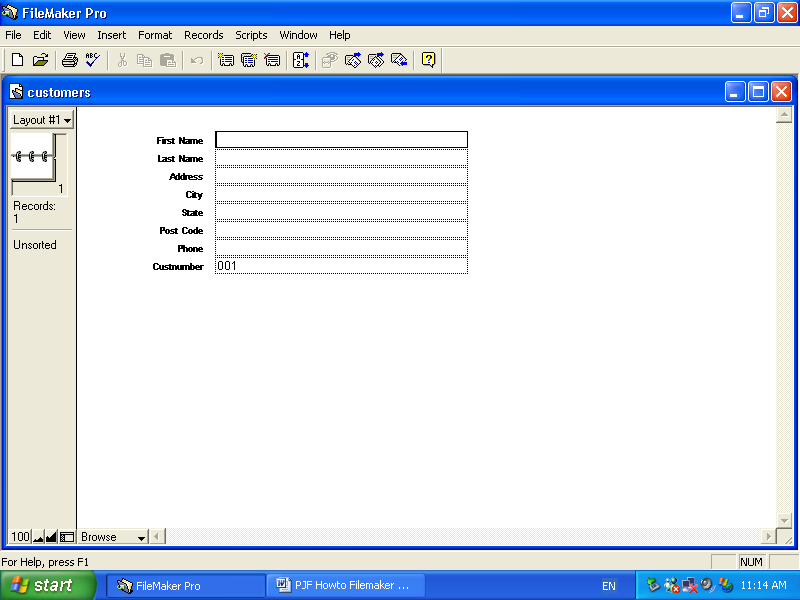 FileMaker Pro
File Edit View Insert Format Records Scripts Window Help
ABC
customers
Layout #1
1
Records:
1
Unsorted
First Name
Last Name
Address
City
State
Post Code
Phone
Custnumber 001
100 Browse
For Help, press F1
NUM
start FileMaker Pro PJF Howto Filemaker ... EN 11:14 AM